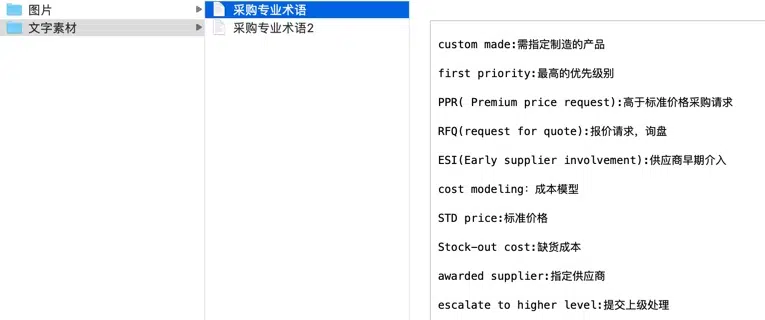 图片
文字素材
采购专业术语
采购专业术语2
custom made:需指定制造的产品
first priority:最高的优先级别
PPR( Premium price request):高于标准价格采购请求
RFQ(request for quote):报价请求，询盘
ESI(Early supplier involvement):供应商早期介入
cost modeling：成本模型
STD price:标准价格
Stock-out cost:缺货成本
awarded supplier:指定供应商
escalate to higher level:提交上级处理